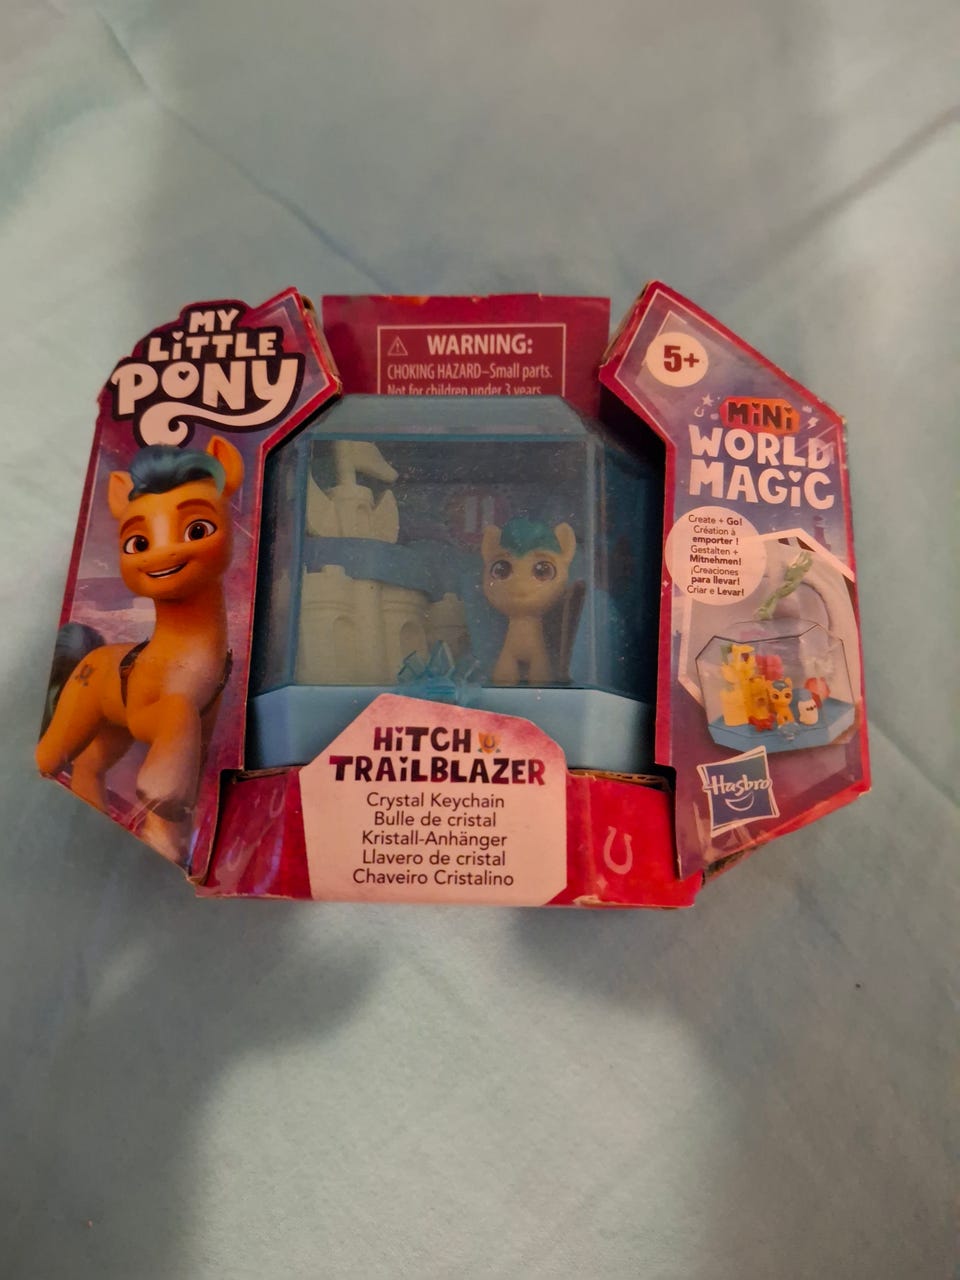 MY
LiTTLE
PONY
WARNING:
CHOKING HAZARD–Small parts.
Not for children under 3 years
5+
MiNi
WORLD
MAGiC
Create + Go!
Création à
emporter !
Gestalten +
Mitnehmen!
¡Creaciones
para llevar!
Criar e Levar!
Hasbro
HiTCH
TRAiLBLAZER
Crystal Keychain
Bulle de cristal
Kristall-Anhänger
Llavero de cristal
Chaveiro Cristalino